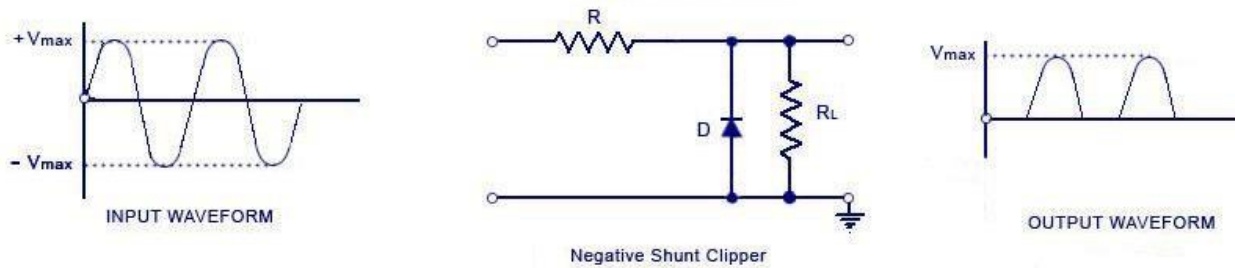 + Vmax
- Vmax
INPUT WAVEFORM
R
D
RL
Negative Shunt Clipper
Vmax
OUTPUT WAVEFORM